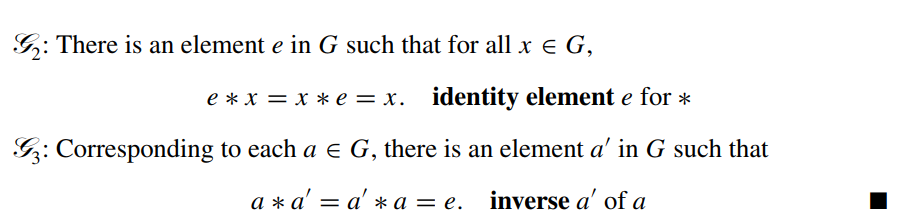 𝒢₂: There is an element e in G such that for all x ∈ G,
e ∗ x = x ∗ e = x. identity element e for ∗
𝒢₃: Corresponding to each a ∈ G, there is an element a′ in G such that
a ∗ a′ = a′ ∗ a = e. inverse a′ of a ■